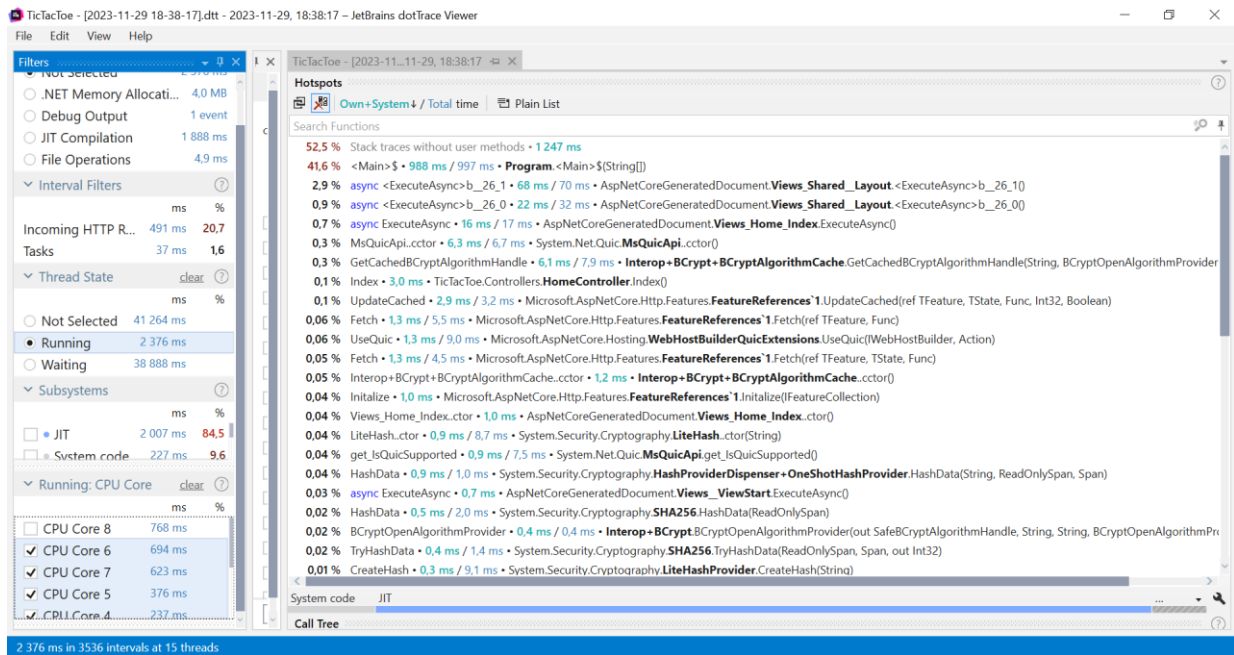 TicTacToe - [2023-11-29 18-38-17].dtt - 2023-11-29, 18:38:17 – JetBrains dotTrace Viewer
File Edit View Help
Filters
Not Selected 2 376 ms
.NET Memory Allocati... 4,0 MB
Debug Output 1 event
JIT Compilation 1 888 ms
File Operations 4,9 ms
Interval Filters
ms %
Incoming HTTP R... 491 ms 20,7
Tasks 37 ms 1,6
Thread State clear
ms %
Not Selected 41 264 ms
Running 2 376 ms
Waiting 38 888 ms
Subsystems
ms %
JIT 2 007 ms 84,5
System code 227 ms 9,6
Running: CPU Core clear
ms %
CPU Core 8 768 ms
CPU Core 6 694 ms
CPU Core 7 623 ms
CPU Core 5 376 ms
CPU Core 4 237 ms
TicTacToe - [2023-11...11-29, 18:38:17
Hotspots
Own+System↓ / Total time Plain List
Search Functions
52,5 % Stack traces without user methods • 1 247 ms
41,6 % <Main>$ • 988 ms / 997 ms • Program.<Main>$(String[])
2,9 % async <ExecuteAsync>b__26_1 • 68 ms / 70 ms • AspNetCoreGeneratedDocument.Views_Shared__Layout.<ExecuteAsync>b__26_1()
0,9 % async <ExecuteAsync>b__26_0 • 22 ms / 32 ms • AspNetCoreGeneratedDocument.Views_Shared__Layout.<ExecuteAsync>b__26_0()
0,7 % async ExecuteAsync • 16 ms / 17 ms • AspNetCoreGeneratedDocument.Views_Home_Index.ExecuteAsync()
0,3 % MsQuicApi..cctor • 6,3 ms / 6,7 ms • System.Net.Quic.MsQuicApi..cctor()
0,3 % GetCachedBCryptAlgorithmHandle • 6,1 ms / 7,9 ms • Interop+BCrypt+BCryptAlgorithmCache.GetCachedBCryptAlgorithmHandle(String, BCryptOpenAlgorithmProvider
0,1 % Index • 3,0 ms • TicTacToe.Controllers.HomeController.Index()
0,1 % UpdateCached • 2,9 ms / 3,2 ms • Microsoft.AspNetCore.Http.Features.FeatureReferences`1.UpdateCached(ref TFeature, TState, Func, Int32, Boolean)
0,06 % Fetch • 1,3 ms / 5,5 ms • Microsoft.AspNetCore.Http.Features.FeatureReferences`1.Fetch(ref TFeature, Func)
0,06 % UseQuic • 1,3 ms / 9,0 ms • Microsoft.AspNetCore.Hosting.WebHostBuilderQuicExtensions.UseQuic(IWebHostBuilder, Action)
0,05 % Fetch • 1,3 ms / 4,5 ms • Microsoft.AspNetCore.Http.Features.FeatureReferences`1.Fetch(ref TFeature, TState, Func)
0,05 % Interop+BCrypt+BCryptAlgorithmCache..cctor • 1,2 ms • Interop+BCrypt+BCryptAlgorithmCache..cctor()
0,04 % Initalize • 1,0 ms • Microsoft.AspNetCore.Http.Features.FeatureReferences`1.Initalize(IFeatureCollection)
0,04 % Views_Home_Index..ctor • 1,0 ms • AspNetCoreGeneratedDocument.Views_Home_Index..ctor()
0,04 % LiteHash..ctor • 0,9 ms / 8,7 ms • System.Security.Cryptography.LiteHash..ctor(String)
0,04 % get_IsQuicSupported • 0,9 ms / 7,5 ms • System.Net.Quic.MsQuicApi.get_IsQuicSupported()
0,04 % HashData • 0,9 ms / 1,0 ms • System.Security.Cryptography.HashProviderDispenser+OneShotHashProvider.HashData(String, ReadOnlySpan, Span)
0,03 % async ExecuteAsync • 0,7 ms • AspNetCoreGeneratedDocument.Views__ViewStart.ExecuteAsync()
0,02 % HashData • 0,5 ms / 2,0 ms • System.Security.Cryptography.SHA256.HashData(ReadOnlySpan)
0,02 % BCryptOpenAlgorithmProvider • 0,4 ms / 0,4 ms • Interop+BCrypt.BCryptOpenAlgorithmProvider(out SafeBCryptAlgorithmHandle, String, String, BCryptOpenAlgorithmPr
0,02 % TryHashData • 0,4 ms / 1,4 ms • System.Security.Cryptography.SHA256.TryHashData(ReadOnlySpan, Span, out Int32)
0,01 % CreateHash • 0,3 ms / 9,1 ms • System.Security.Cryptography.LiteHashProvider.CreateHash(String)
System code JIT ...
Call Tree
2 376 ms in 3536 intervals at 15 threads